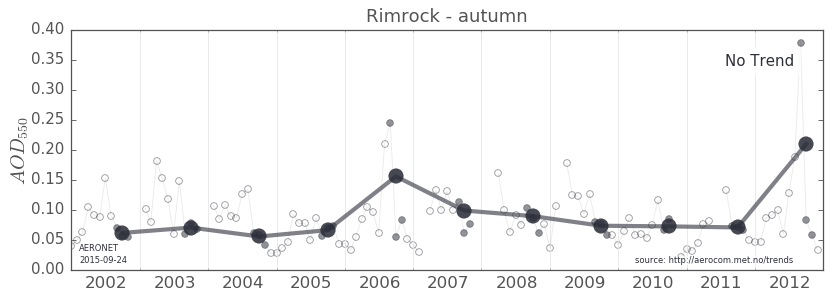 Rimrock - autumn
0.40
0.35
0.30
0.25
0.20
0.15
0.10
0.05
0.00
AOD550
No Trend
AERONET
2015-09-24
source: http://aerocom.met.no/trends
2002 2003 2004 2005 2006 2007 2008 2009 2010 2011 2012